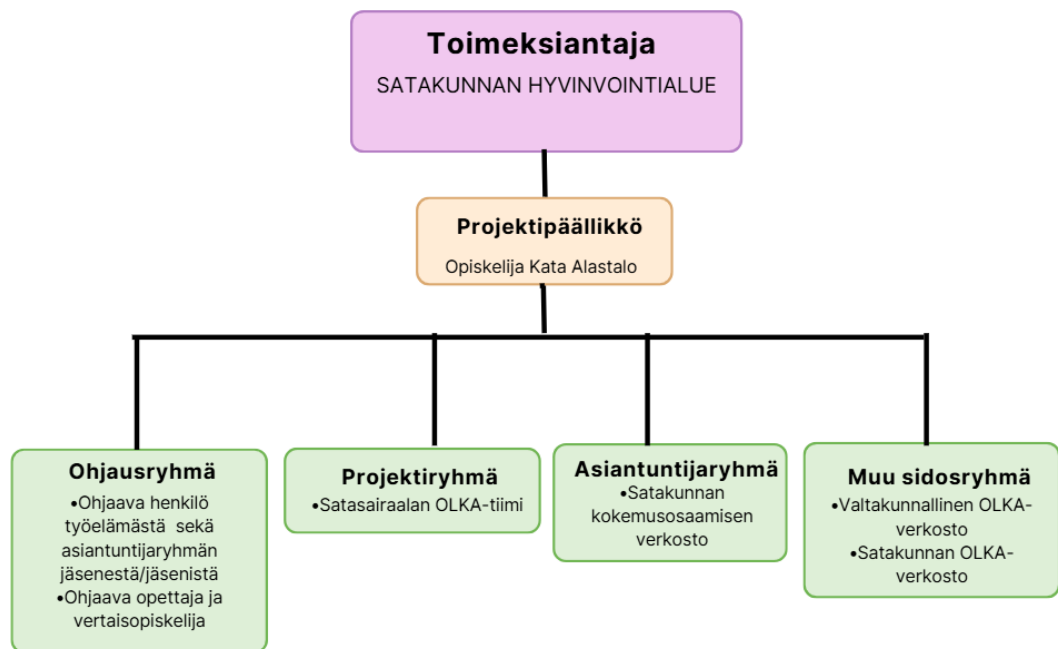 Toimeksiantaja
SATAKUNNAN HYVINVOINTIALUE
Projektipäällikkö
Opiskelija Kata Alastalo
Ohjausryhmä
•Ohjaava henkilö
työelämästä sekä
asiantuntijaryhmän
jäsenestä/jäsenistä
•Ohjaava opettaja ja
vertaisopiskelija
Projektiryhmä
•Satasairaalan OLKA-tiimi
Asiantuntijaryhmä
•Satakunnan
kokemusosaamisen
verkosto
Muu sidosryhmä
•Valtakunnallinen OLKA-
verkosto
•Satakunnan OLKA-
verkosto